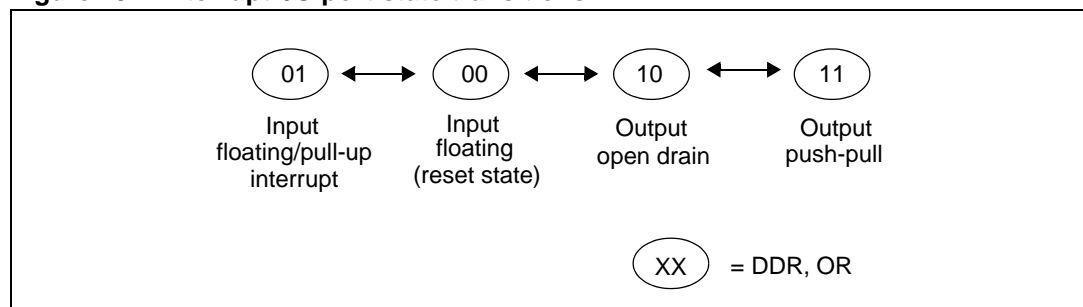 01
00
10
11
Input
floating/pull-up
interrupt
Input
floating
(reset state)
Output
open drain
Output
push-pull
XX = DDR, OR